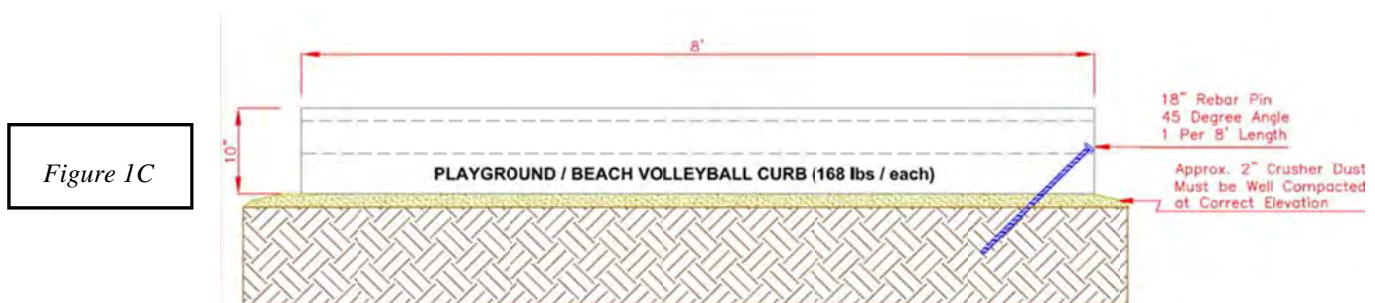 8'
18" Rebar Pin
45 Degree Angle
1 Per 8' Length
10"
Figure 1C
PLAYGROUND / BEACH VOLLEYBALL CURB (168 lbs / each)
Approx. 2" Crusher Dust
Must be Well Compacted
at Correct Elevation